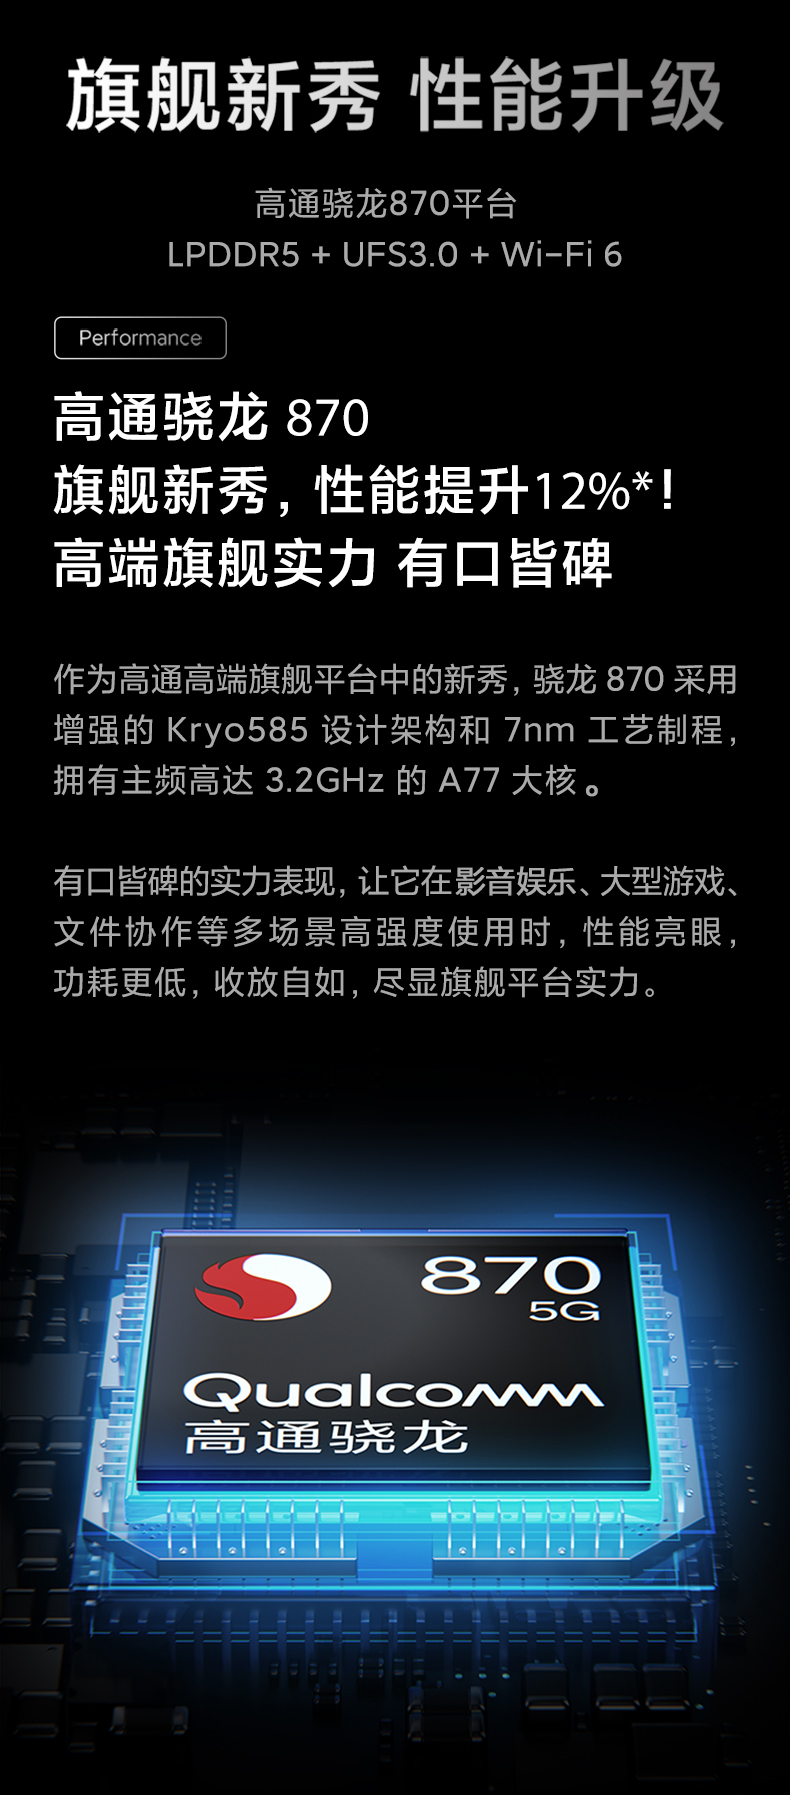 旗舰新秀 性能升级
高通骁龙870平台
LPDDR5 + UFS3.0 + Wi-Fi 6
Performance
高通骁龙 870
旗舰新秀，性能提升12%*！
高端旗舰实力 有口皆碑
作为高通高端旗舰平台中的新秀，骁龙 870 采用
增强的 Kryo585 设计架构和 7nm 工艺制程，
拥有主频高达 3.2GHz 的 A77 大核。
有口皆碑的实力表现，让它在影音娱乐、大型游戏、
文件协作等多场景高强度使用时，性能亮眼，
功耗更低，收放自如，尽显旗舰平台实力。
870
5G
Qualcomm
高通骁龙